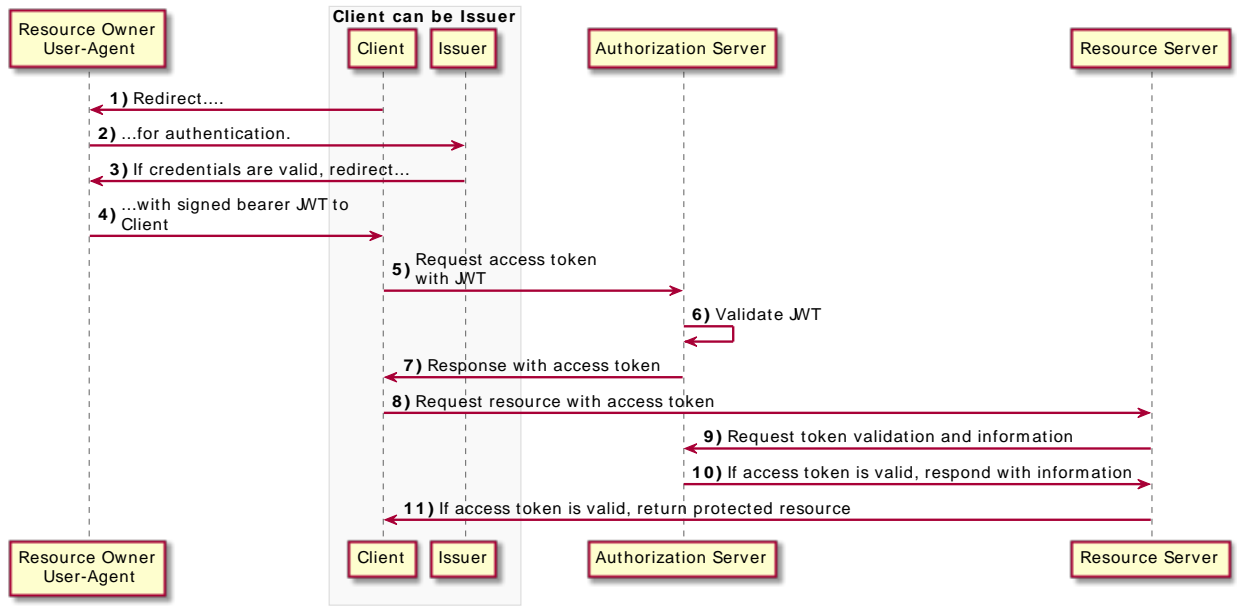 Client can be Issuer
Resource Owner
User-Agent
Client
Issuer
Authorization Server
Resource Server
1) Redirect....
2) ...for authentication.
3) If credentials are valid, redirect...
4) ...with signed bearer JWT to
Client
5) Request access token
with JWT
6) Validate JWT
7) Response with access token
8) Request resource with access token
9) Request token validation and information
10) If access token is valid, respond with information
11) If access token is valid, return protected resource
Resource Owner
User-Agent
Client
Issuer
Authorization Server
Resource Server